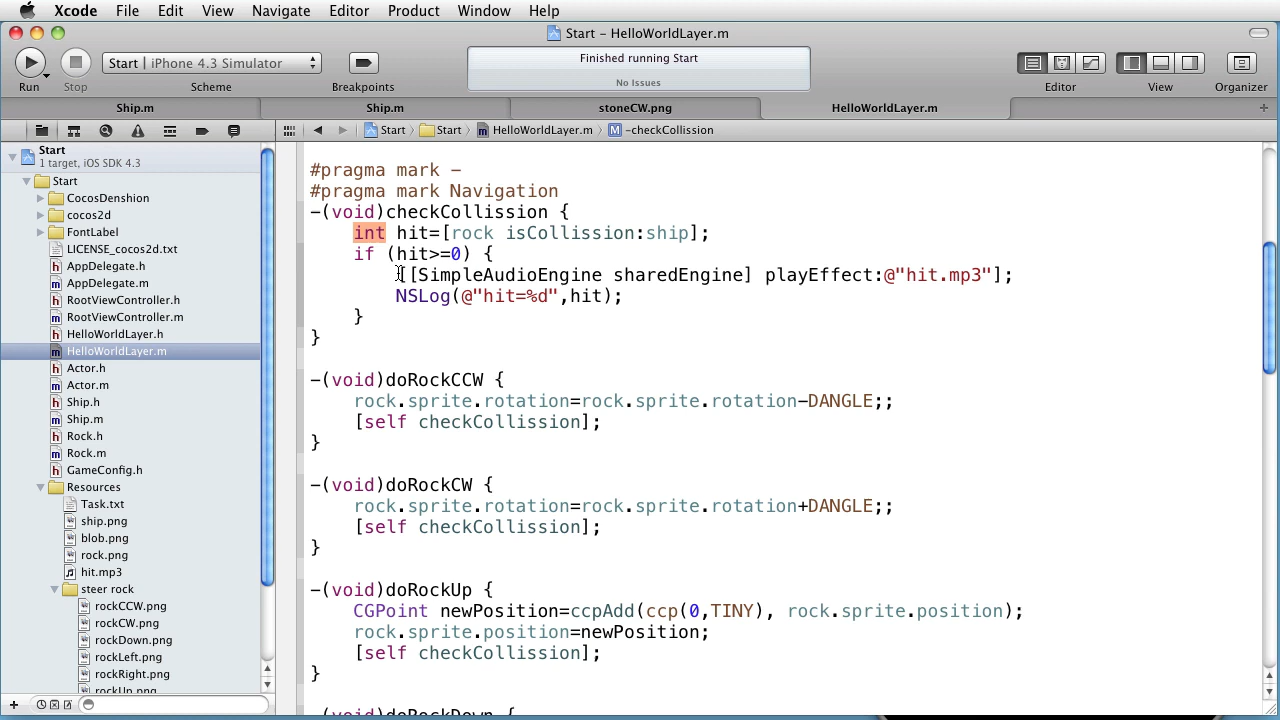 Xcode File Edit View Navigate Editor Product Window Help
Start – HelloWorldLayer.m
Start | iPhone 4.3 Simulator
Finished running Start
No Issues
Run Stop Scheme Breakpoints Editor View Organizer
Ship.m Ship.m stoneCW.png HelloWorldLayer.m
Start Start HelloWorldLayer.m M -checkCollission
Start
1 target, iOS SDK 4.3
Start
CocosDenshion
cocos2d
FontLabel
LICENSE_cocos2d.txt
AppDelegate.h
AppDelegate.m
RootViewController.h
RootViewController.m
HelloWorldLayer.h
HelloWorldLayer.m
Actor.h
Actor.m
Ship.h
Ship.m
Rock.h
Rock.m
GameConfig.h
Resources
Task.txt
ship.png
blob.png
rock.png
hit.mp3
steer rock
rockCCW.png
rockCW.png
rockDown.png
rockLeft.png
rockRight.png
rockUp.png
#pragma mark -
#pragma mark Navigation
-(void)checkCollission {
int hit=[rock isCollission:ship];
if (hit>=0) {
[[SimpleAudioEngine sharedEngine] playEffect:@"hit.mp3"];
NSLog(@"hit=%d",hit);
}
}
-(void)doRockCCW {
rock.sprite.rotation=rock.sprite.rotation-DANGLE;;
[self checkCollission];
}
-(void)doRockCW {
rock.sprite.rotation=rock.sprite.rotation+DANGLE;;
[self checkCollission];
}
-(void)doRockUp {
CGPoint newPosition=ccpAdd(ccp(0,TINY), rock.sprite.position);
rock.sprite.position=newPosition;
[self checkCollission];
}
-(void)doRockDown {